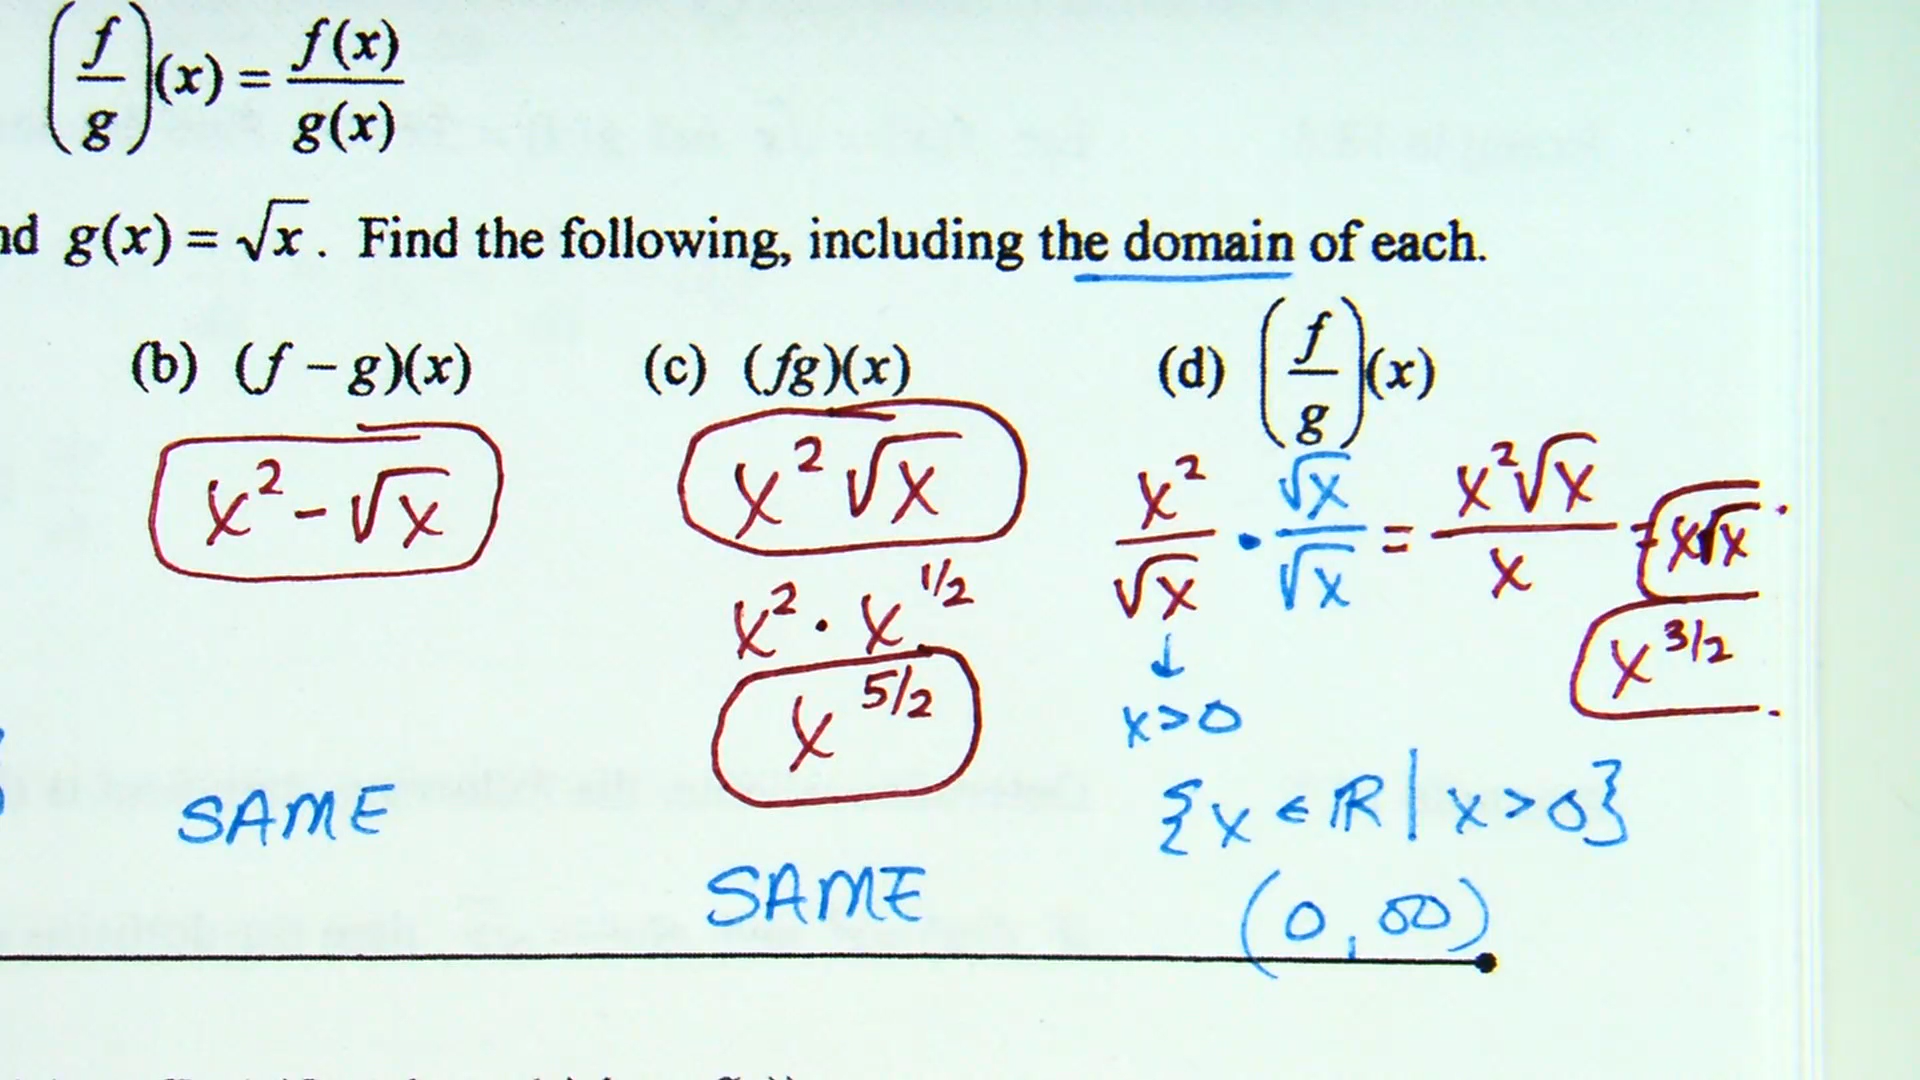 (f/g)(x) = f(x)/g(x)
nd g(x) = √x. Find the following, including the domain of each.
(b) (f − g)(x) (c) (fg)(x) (d) (f/g)(x)
x² − √x
x²√x
x² · x^1/2
x^5/2
SAME
SAME
x²/√x · √x/√x = x²√x/x = x√x
x^3/2
↓
x>0
{x ∈ ℝ | x>0}
(0, ∞)